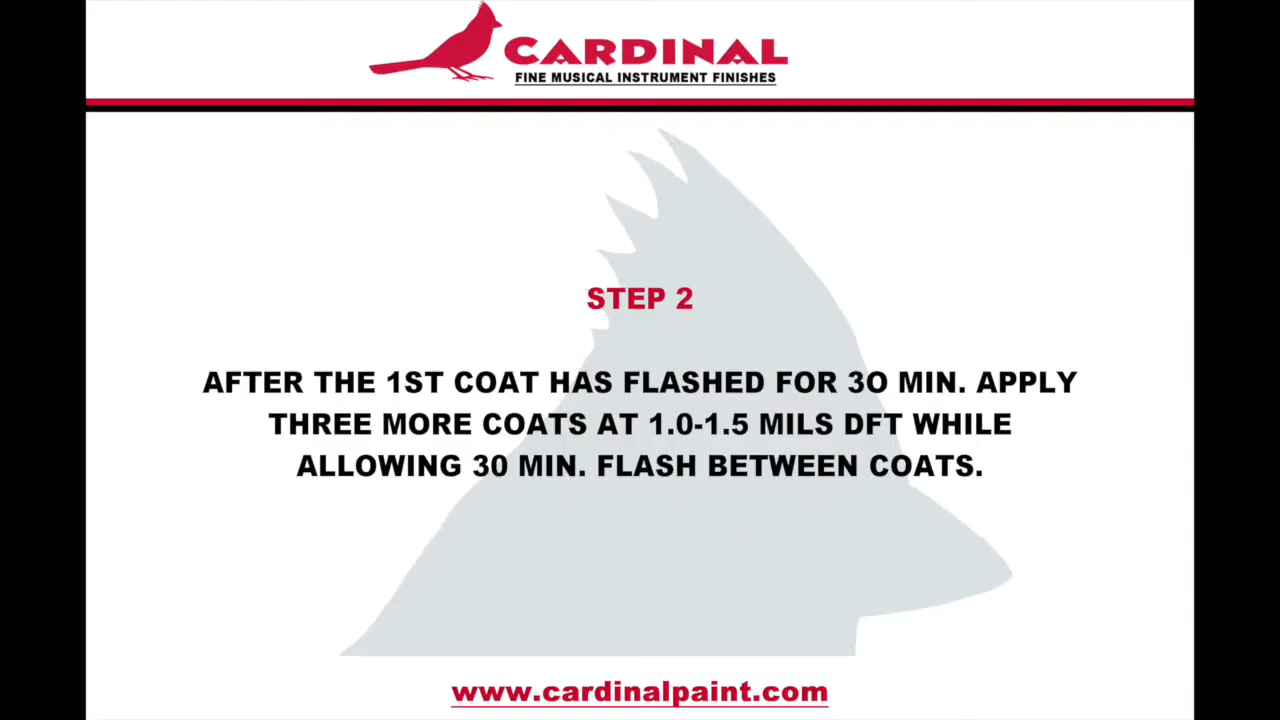 CARDINAL
FINE MUSICAL INSTRUMENT FINISHES
STEP 2
AFTER THE 1ST COAT HAS FLASHED FOR 3O MIN. APPLY
THREE MORE COATS AT 1.0-1.5 MILS DFT WHILE
ALLOWING 30 MIN. FLASH BETWEEN COATS.
www.cardinalpaint.com